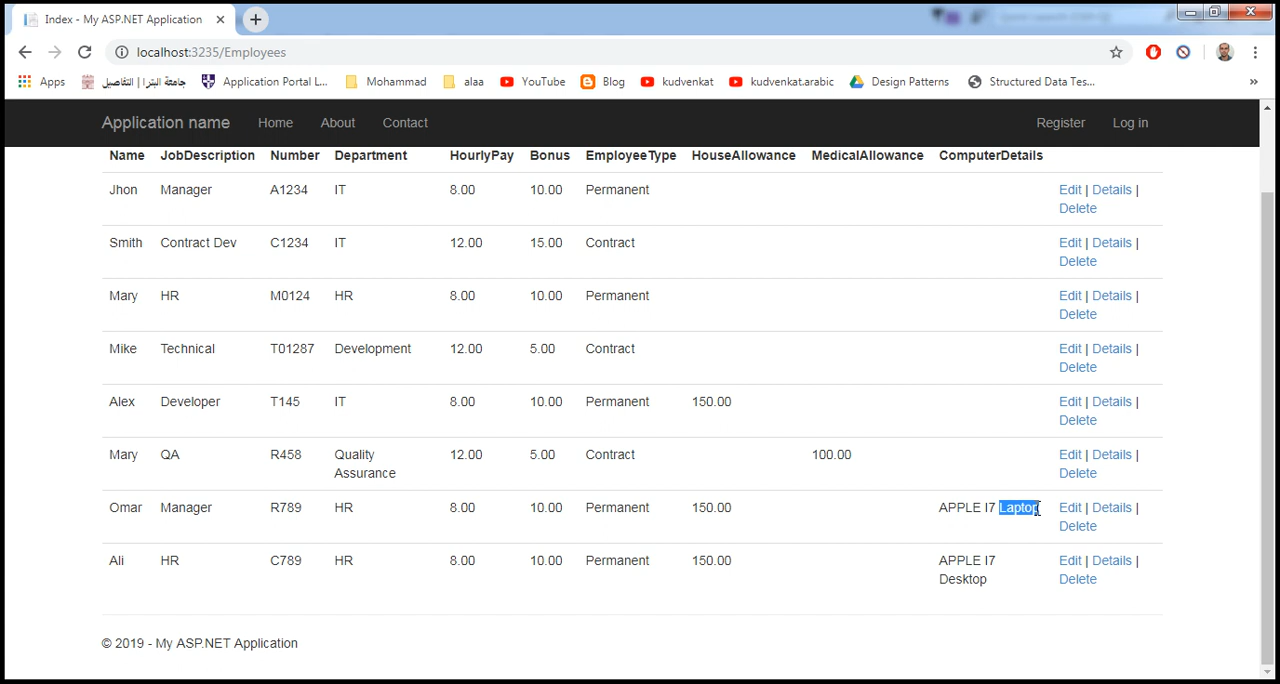 Index - My ASP.NET Application
localhost:3235/Employees
Apps جامعة البترا | التفاصيل Application Portal L... Mohammad alaa YouTube Blog kudvenkat kudvenkat.arabic Design Patterns Structured Data Tes... »
Application name Home About Contact Register Log in
Name JobDescription Number Department HourlyPay Bonus EmployeeType HouseAllowance MedicalAllowance ComputerDetails
Jhon Manager A1234 IT 8.00 10.00 Permanent Edit | Details |
Delete
Smith Contract Dev C1234 IT 12.00 15.00 Contract Edit | Details |
Delete
Mary HR M0124 HR 8.00 10.00 Permanent Edit | Details |
Delete
Mike Technical T01287 Development 12.00 5.00 Contract Edit | Details |
Delete
Alex Developer T145 IT 8.00 10.00 Permanent 150.00 Edit | Details |
Delete
Mary QA R458 Quality 12.00 5.00 Contract 100.00 Edit | Details |
Assurance Delete
Omar Manager R789 HR 8.00 10.00 Permanent 150.00 APPLE I7 Laptop Edit | Details |
Delete
Ali HR C789 HR 8.00 10.00 Permanent 150.00 APPLE I7 Edit | Details |
Desktop Delete
© 2019 - My ASP.NET Application